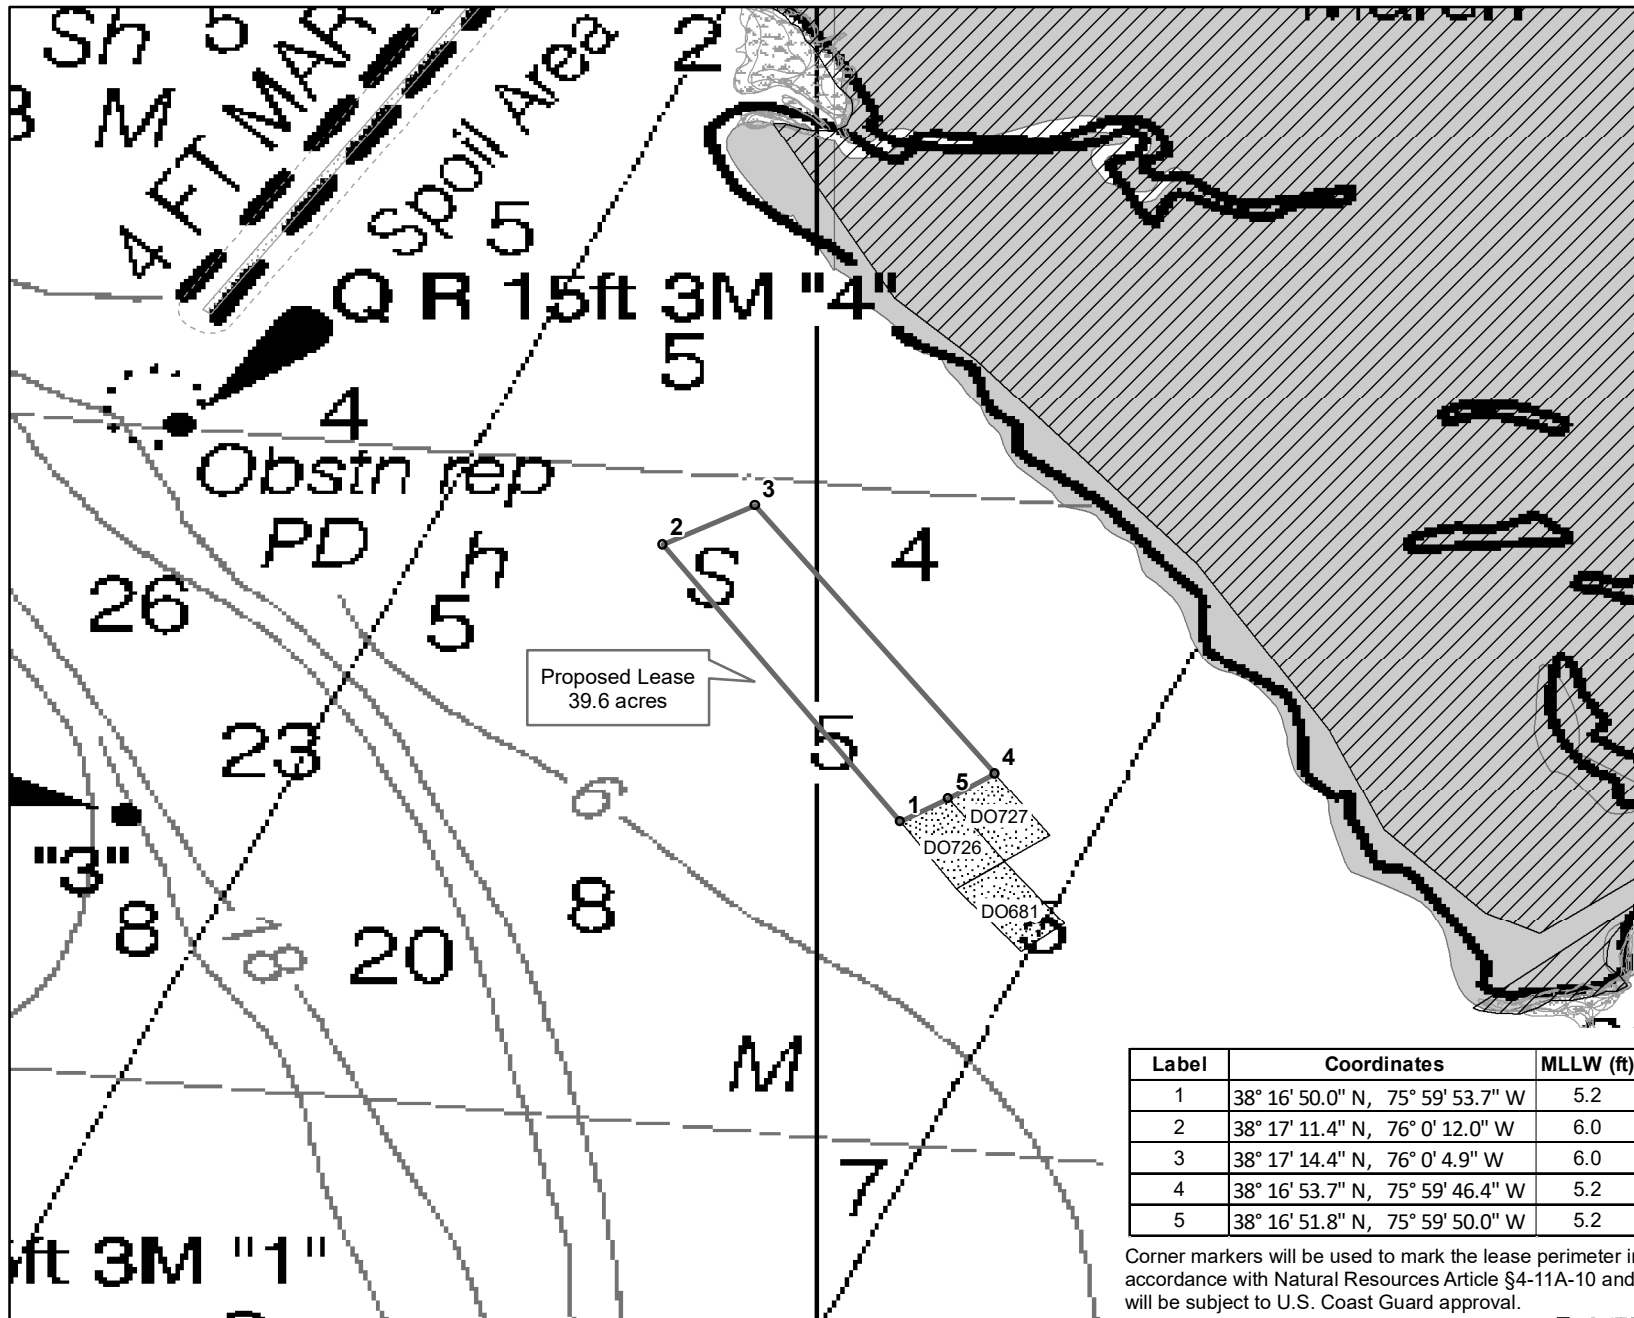 Sh 5
M
4 FT MAR
Spoil Area
2
5
Q R 15ft 3M "4"
5
4
Obstn rep
PD
h
3
2
S
4
26
5
Proposed Lease
39.6 acres
23
5
4
5
1
6
DO727
DO726
"3"
8
8
DO681
5
18
20
M
7
ft 3M "1"
Label Coordinates MLLW (ft)
1 38° 16' 50.0" N, 75° 59' 53.7" W 5.2
2 38° 17' 11.4" N, 76° 0' 12.0" W 6.0
3 38° 17' 14.4" N, 76° 0' 4.9" W 6.0
4 38° 16' 53.7" N, 75° 59' 46.4" W 5.2
5 38° 16' 51.8" N, 75° 59' 50.0" W 5.2
Corner markers will be used to mark the lease perimeter in
accordance with Natural Resources Article §4-11A-10 and
will be subject to U.S. Coast Guard approval.